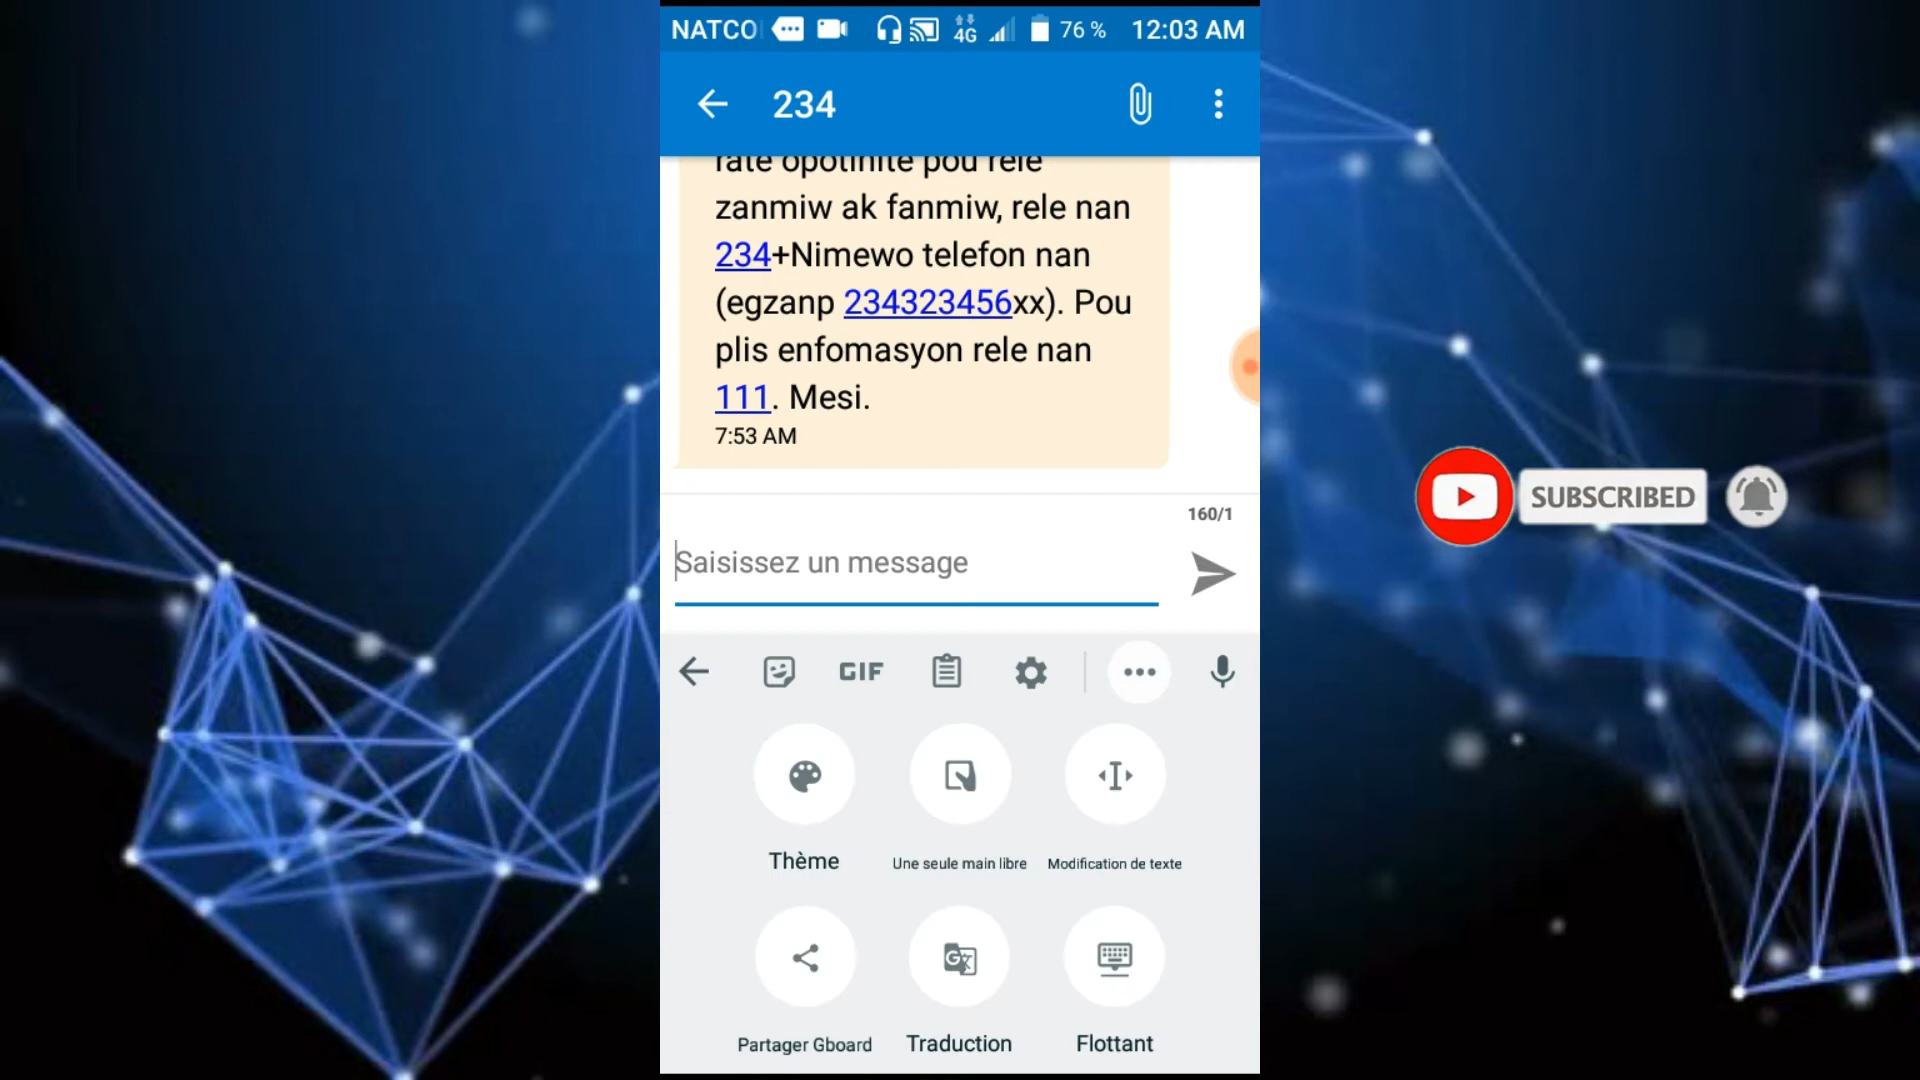 NATCO
4G
76 %
12:03 AM
234
rate opotinite pou rele
zanmiw ak fanmiw, rele nan
234+Nimewo telefon nan
(egzanp 234323456xx). Pou
plis enfomasyon rele nan
111. Mesi.
7:53 AM
SUBSCRIBED
160/1
Saisissez un message
GIF
Thème
Une seule main libre
Modification de texte
Partager Gboard
Traduction
Flottant